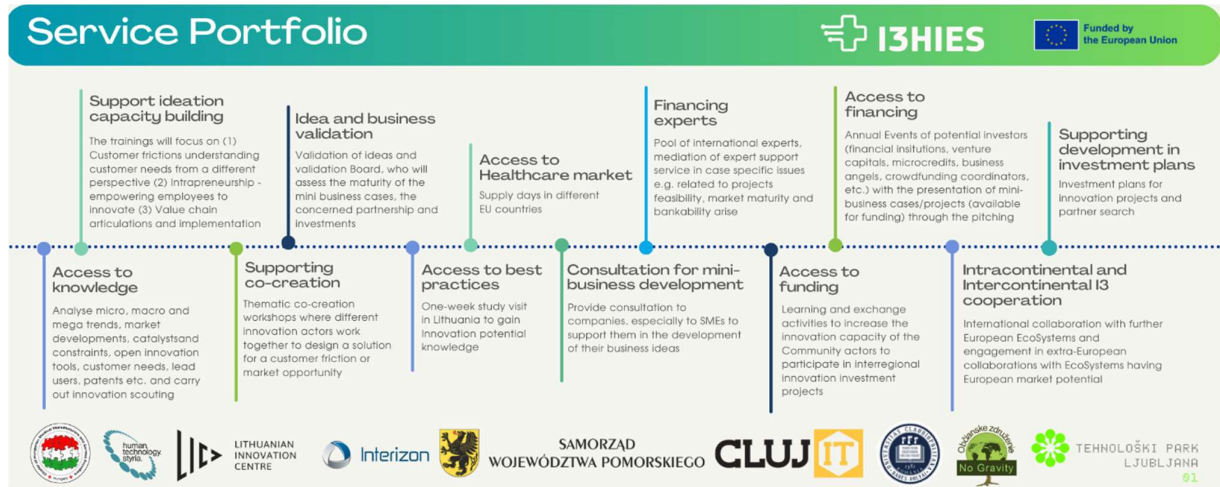 Service Portfolio
I3HIES
Funded by
the European Union
Support ideation
capacity building
The trainings will focus on (1)
Customer frictions understanding
customer needs from a different
perspective (2) Intrapreneurship -
empowering employees to
innovate (3) Value chain
articulations and implementation
Idea and business
validation
Validation of ideas and
validation Board, who will
assess the maturity of the
mini business cases, the
concerned partnership and
investments
Access to
Healthcare market
Supply days in different
EU countries
Financing
experts
Pool of international experts,
mediation of expert support
service in case specific issues
e.g. related to projects
feasibility, market maturity and
bankability arise
Access to
financing
Annual Events of potential investors
(financial insitutions, venture
capitals, microcredits, business
angels, crowdfunding coordinators,
etc.) with the presentation of mini-
business cases/projects (available
for funding) through the pitching
Supporting
development in
investment plans
Investment plans for
Innovation projects and
partner search
Access to
knowledge
Analyse micro, macro and
mega trends, market
developments, catalystsand
constraints, open innovation
tools, customer needs, lead
users, patents etc. and carry
out innovation scouting
Supporting
co-creation
Thematic co-creation
workshops where different
innovation actors work
together to design a solution
for a customer friction or
market opportunity
Access to best
practices
One-week study visit
in Lithuania to gain
Innovation potential
knowledge
Consultation for mini-
business development
Provide consultation to
companies, especially to SMEs to
support them in the development
of their business ideas
Access to
funding
Learning and exchange
activities to increase the
innovation capacity of the
Community actors to
participate in interregional
innovation investment
projects
Intracontinental and
Intercontinental I3
cooperation
International collaboration with further
European EcoSystems and
engagement in extra-European
collaborations with EcoSystems having
European market potential
human.
technology.
styria.
LIC
LITHUANIAN
INNOVATION
CENTRE
Interizon
SAMORZĄD
WOJEWÓDZTWA POMORSKIEGO
CLUJ IT
Občianske združenie
No Gravity
TEHNOLOŠKI PARK
LJUBLJANA
01